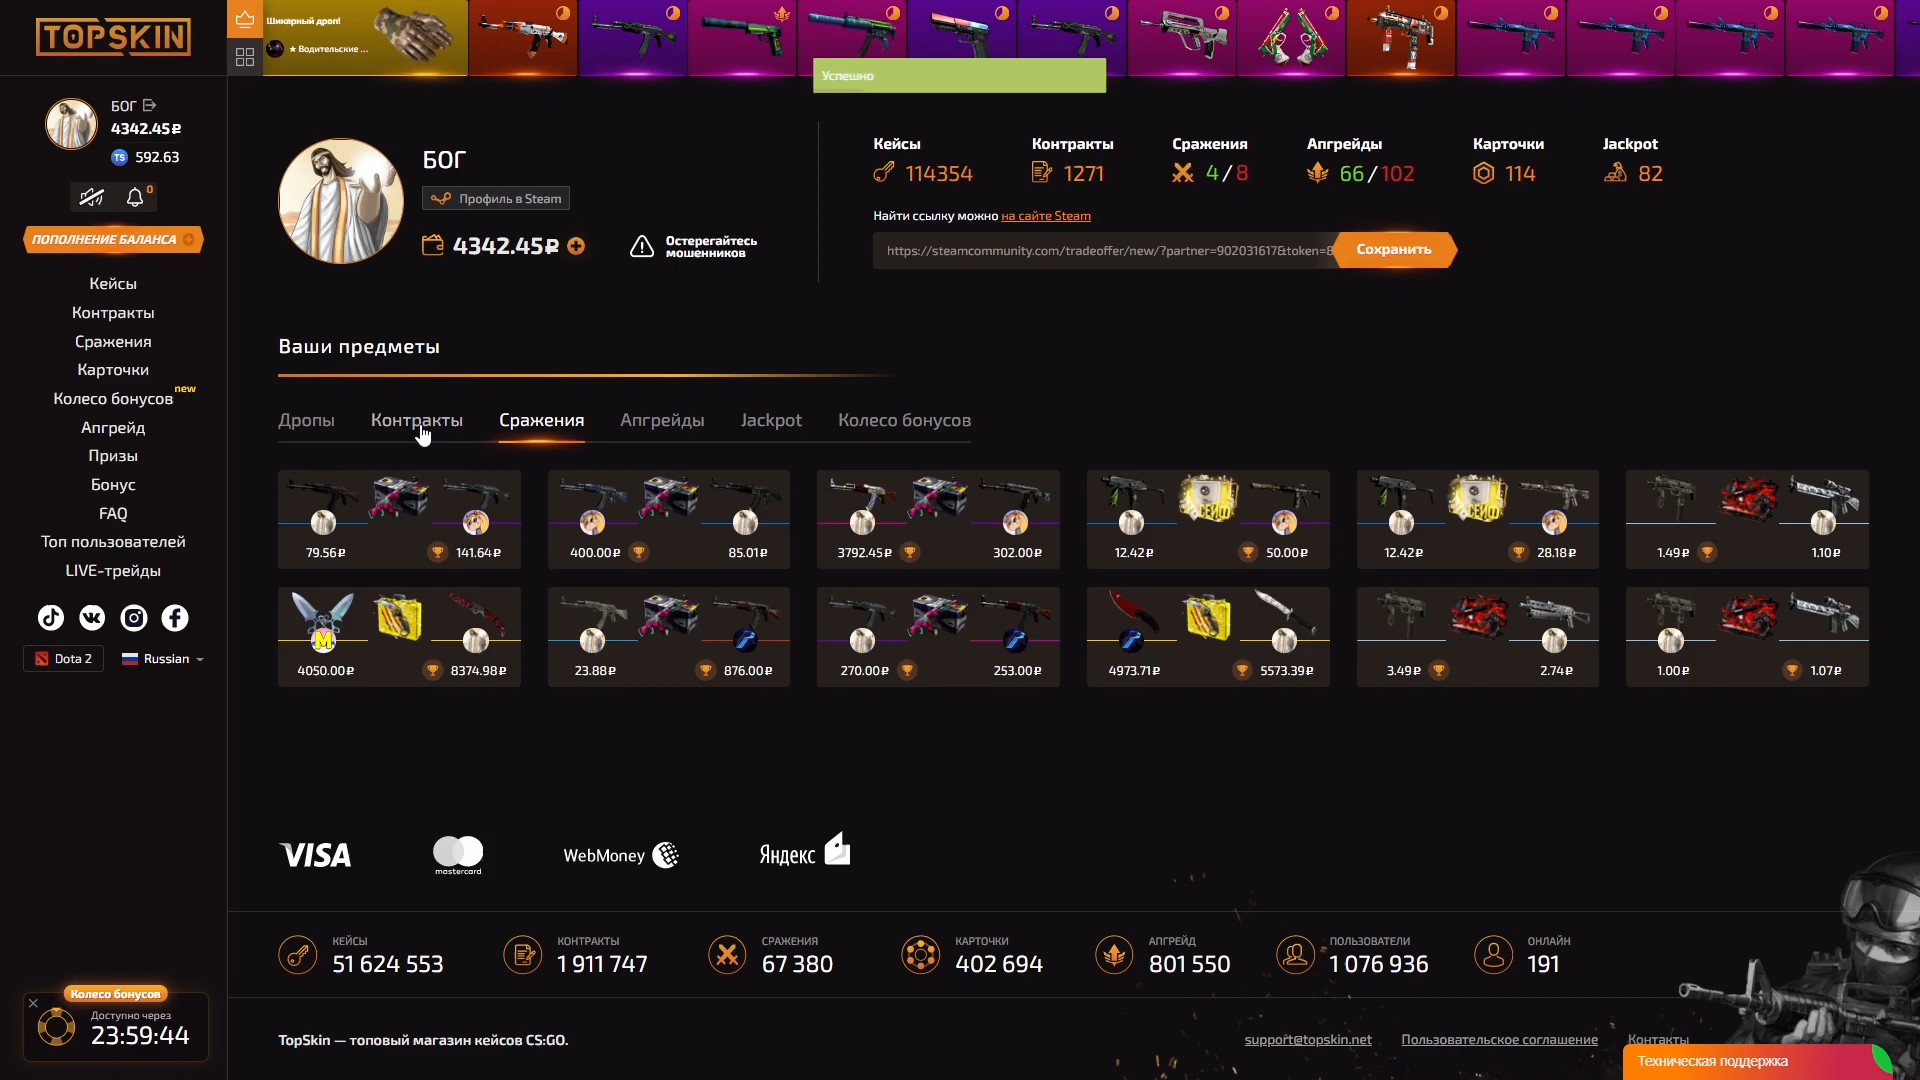 TOPSKIN
Шикарный дроп!
★ Водительские ...
Успешно
БОГ
4342.45₽
TS 592.63
0
ПОПОЛНЕНИЕ БАЛАНСА
Кейсы
Контракты
Сражения
Карточки
Колесо бонусов new
Апгрейд
Призы
Бонус
FAQ
Топ пользователей
LIVE-трейды
Dota 2
Russian
Колесо бонусов
Доступно через
23:59:44
БОГ
Профиль в Steam
4342.45₽
Остерегайтесь
мошенников
Кейсы Контракты Сражения Апгрейды Карточки Jackpot
114354 1271 4/8 66/102 114 82
Найти ссылку можно на сайте Steam
https://steamcommunity.com/tradeoffer/new/?partner=902031617&token=8
Сохранить
Ваши предметы
Дропы Контракты Сражения Апгрейды Jackpot Колесо бонусов
СЕЙФ СЕЙФ
79.56₽ 141.64₽ 400.00₽ 85.01₽ 3792.45₽ 302.00₽ 12.42₽ 50.00₽ 12.42₽ 28.18₽ 1.49₽ 1.10₽
M
4050.00₽ 8374.98₽ 23.88₽ 876.00₽ 270.00₽ 253.00₽ 4973.71₽ 5573.39₽ 3.49₽ 2.74₽ 1.00₽ 1.07₽
VISA mastercard WebMoney Яндекс
КЕЙСЫ КОНТРАКТЫ СРАЖЕНИЯ КАРТОЧКИ АПГРЕЙД ПОЛЬЗОВАТЕЛИ ОНЛАЙН
51 624 553 1 911 747 67 380 402 694 801 550 1 076 936 191
TopSkin — топовый магазин кейсов CS:GO.
support@topskin.net Пользовательское соглашение Контакты
Техническая поддержка